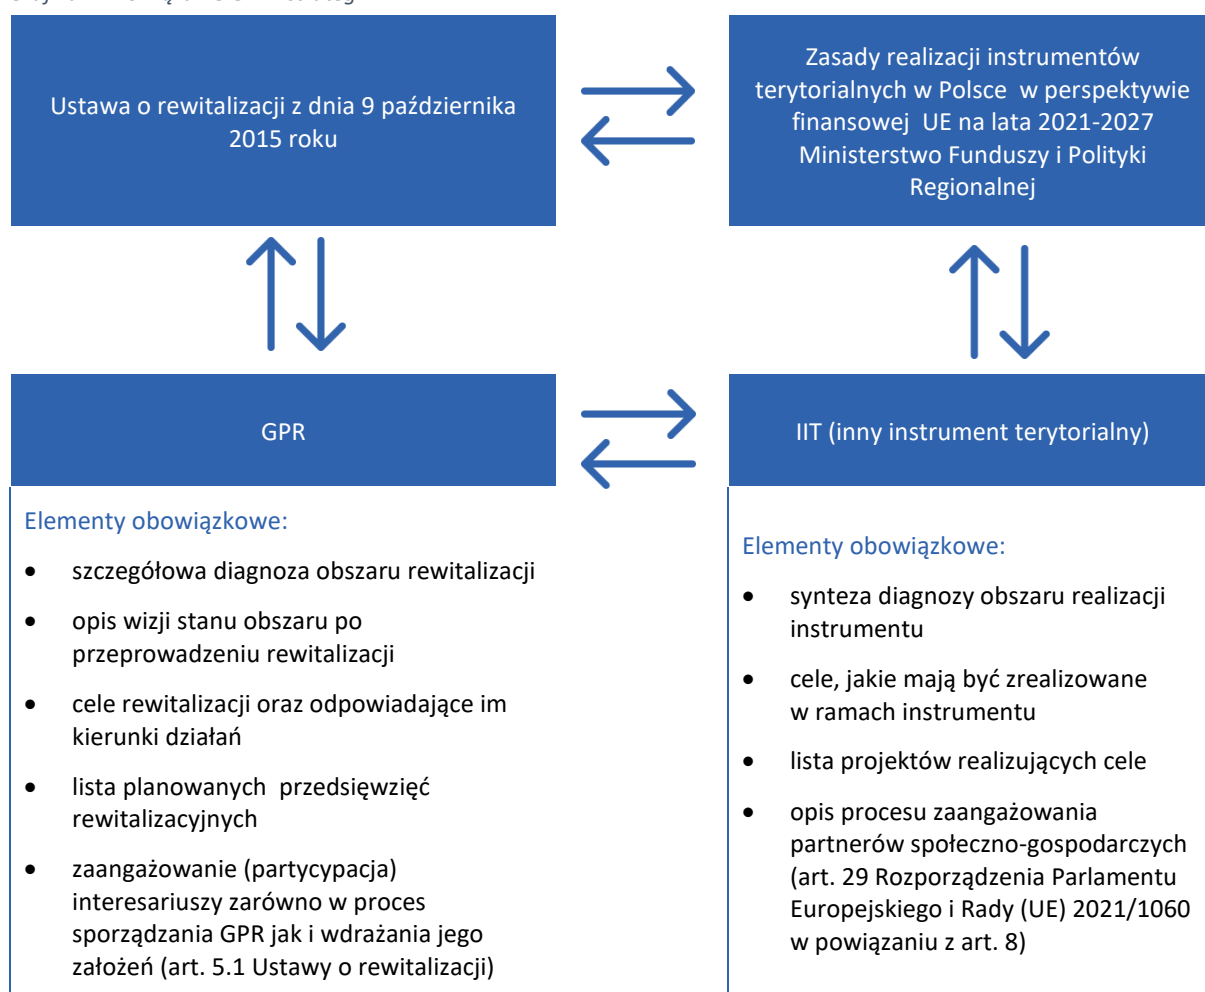 Ustawa o rewitalizacji z dnia 9 października
2015 roku
Zasady realizacji instrumentów
terytorialnych w Polsce w perspektywie
finansowej UE na lata 2021-2027
Ministerstwo Funduszy i Polityki
Regionalnej
GPR
IIT (inny instrument terytorialny)
Elementy obowiązkowe:
• szczegółowa diagnoza obszaru rewitalizacji
• opis wizji stanu obszaru po
przeprowadzeniu rewitalizacji
• cele rewitalizacji oraz odpowiadające im
kierunki działań
• lista planowanych przedsięwzięć
rewitalizacyjnych
• zaangażowanie (partycypacja)
interesariuszy zarówno w proces
sporządzania GPR jak i wdrażania jego
założeń (art. 5.1 Ustawy o rewitalizacji)
Elementy obowiązkowe:
• synteza diagnozy obszaru realizacji
instrumentu
• cele, jakie mają być zrealizowane
w ramach instrumentu
• lista projektów realizujących cele
• opis procesu zaangażowania
partnerów społeczno-gospodarczych
(art. 29 Rozporządzenia Parlamentu
Europejskiego i Rady (UE) 2021/1060
w powiązaniu z art. 8)